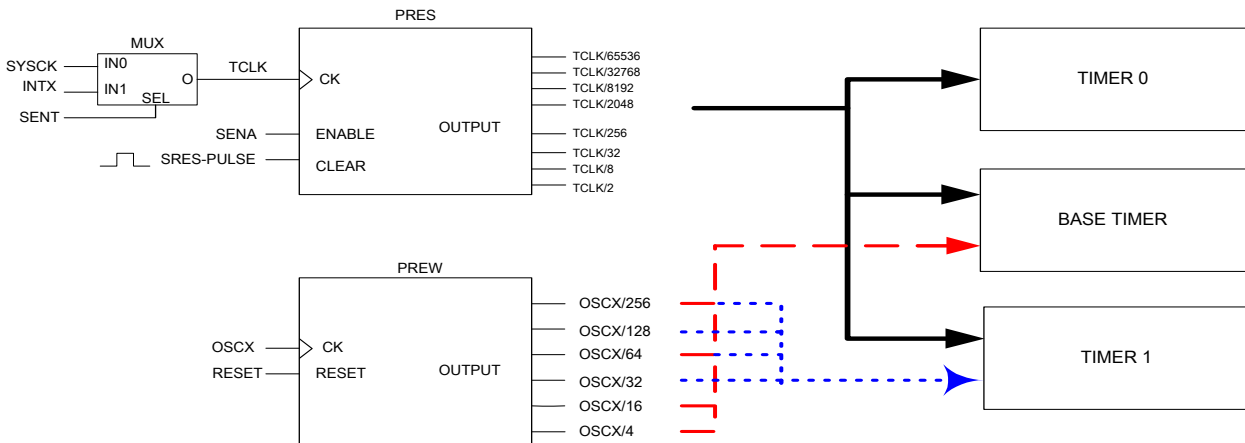 PRES
MUX
SYSCK
INTX
SENT
IN0
IN1
SEL
O
TCLK
CK
SENA
ENABLE
SRES-PULSE
CLEAR
OUTPUT
TCLK/65536
TCLK/32768
TCLK/8192
TCLK/2048
TCLK/256
TCLK/32
TCLK/8
TCLK/2
TIMER 0
BASE TIMER
TIMER 1
PREW
OSCX
CK
RESET
RESET
OUTPUT
OSCX/256
OSCX/128
OSCX/64
OSCX/32
OSCX/16
OSCX/4